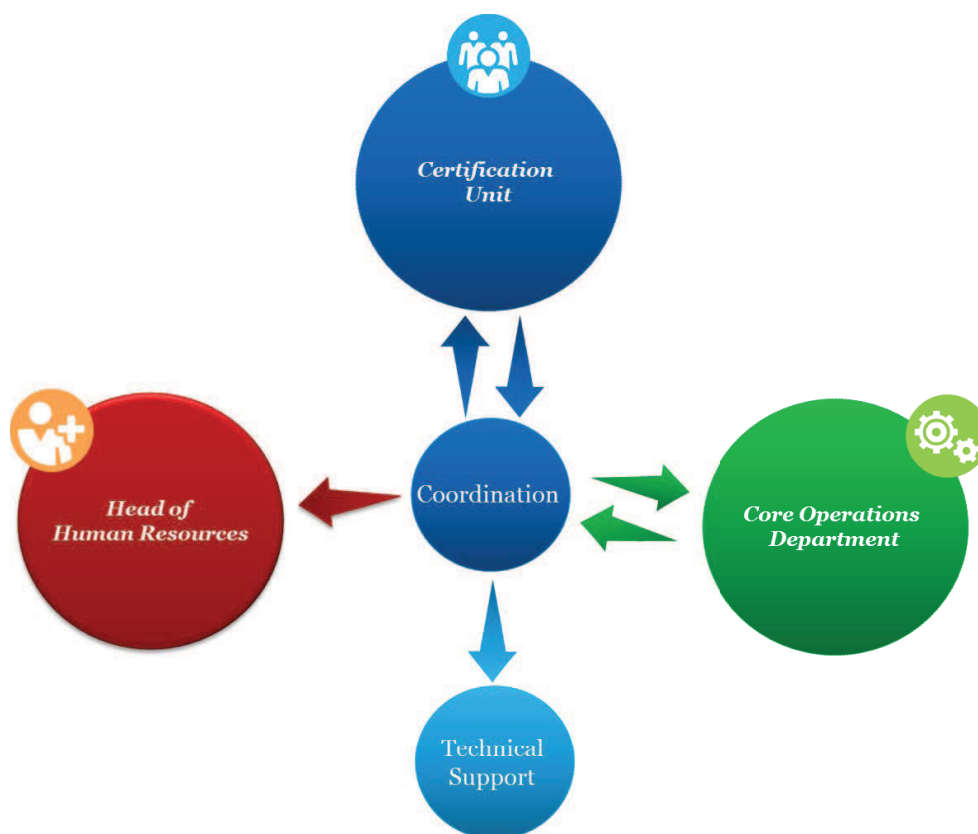 Certification
Unit
Coordination
Head of
Human Resources
Core Operations
Department
Technical
Support